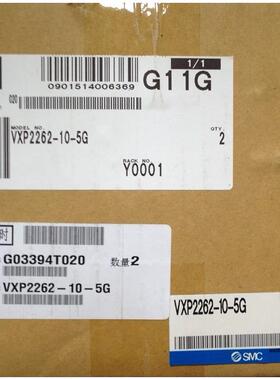 1/1
0901514006369
G11G
020
MODEL NO
QTY
VXP2262-10-5G
2
RACK NO
Y0001
时
G03394T020
数量2
VXP2262-10-5G
VXP2262-10-5G
SMC